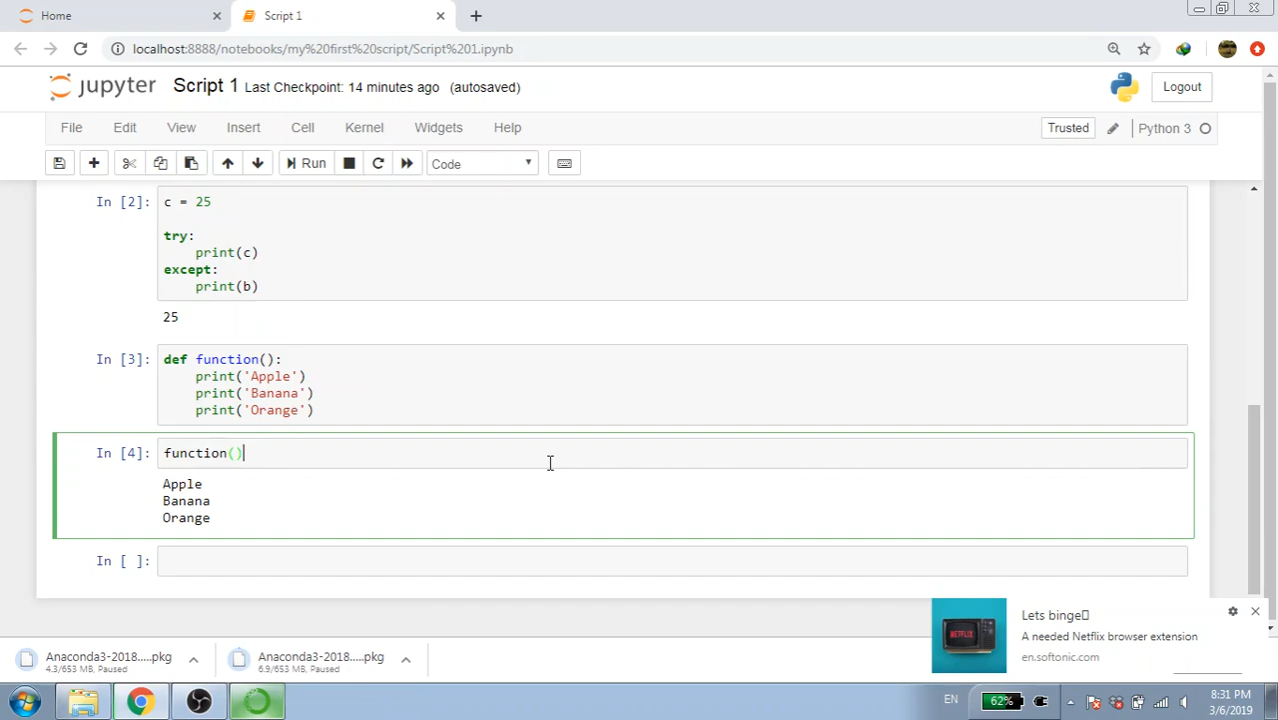 Home
Script 1
localhost:8888/notebooks/my%20first%20script/Script%201.ipynb
jupyter Script 1 Last Checkpoint: 14 minutes ago (autosaved)
Logout
File Edit View Insert Cell Kernel Widgets Help
Trusted
Python 3
Run
Code
In [2]: c = 25
try:
    print(c)
except:
    print(b)
25
In [3]: def function():
    print('Apple')
    print('Banana')
    print('Orange')
In [4]: function()
Apple
Banana
Orange
In [ ]:
Lets binge
A needed Netflix browser extension
en.softonic.com
NETFLIX
Anaconda3-2018.....pkg
4.3/653 MB, Paused
Anaconda3-2018.....pkg
6.9/653 MB, Paused
EN
62%
8:31 PM
3/6/2019